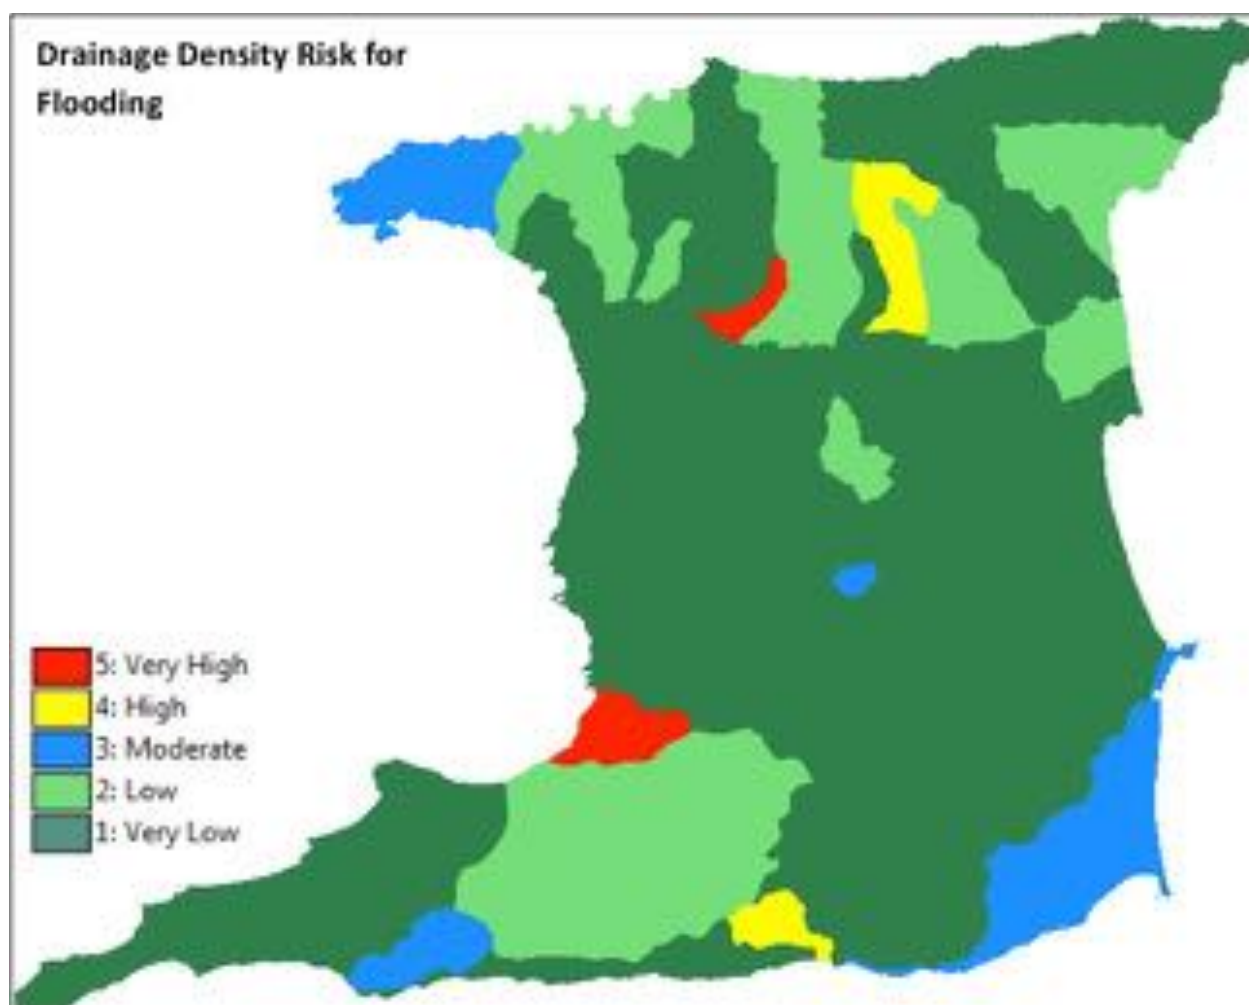 Drainage Density Risk for
Flooding
5: Very High
4: High
3: Moderate
2: Low
1: Very Low